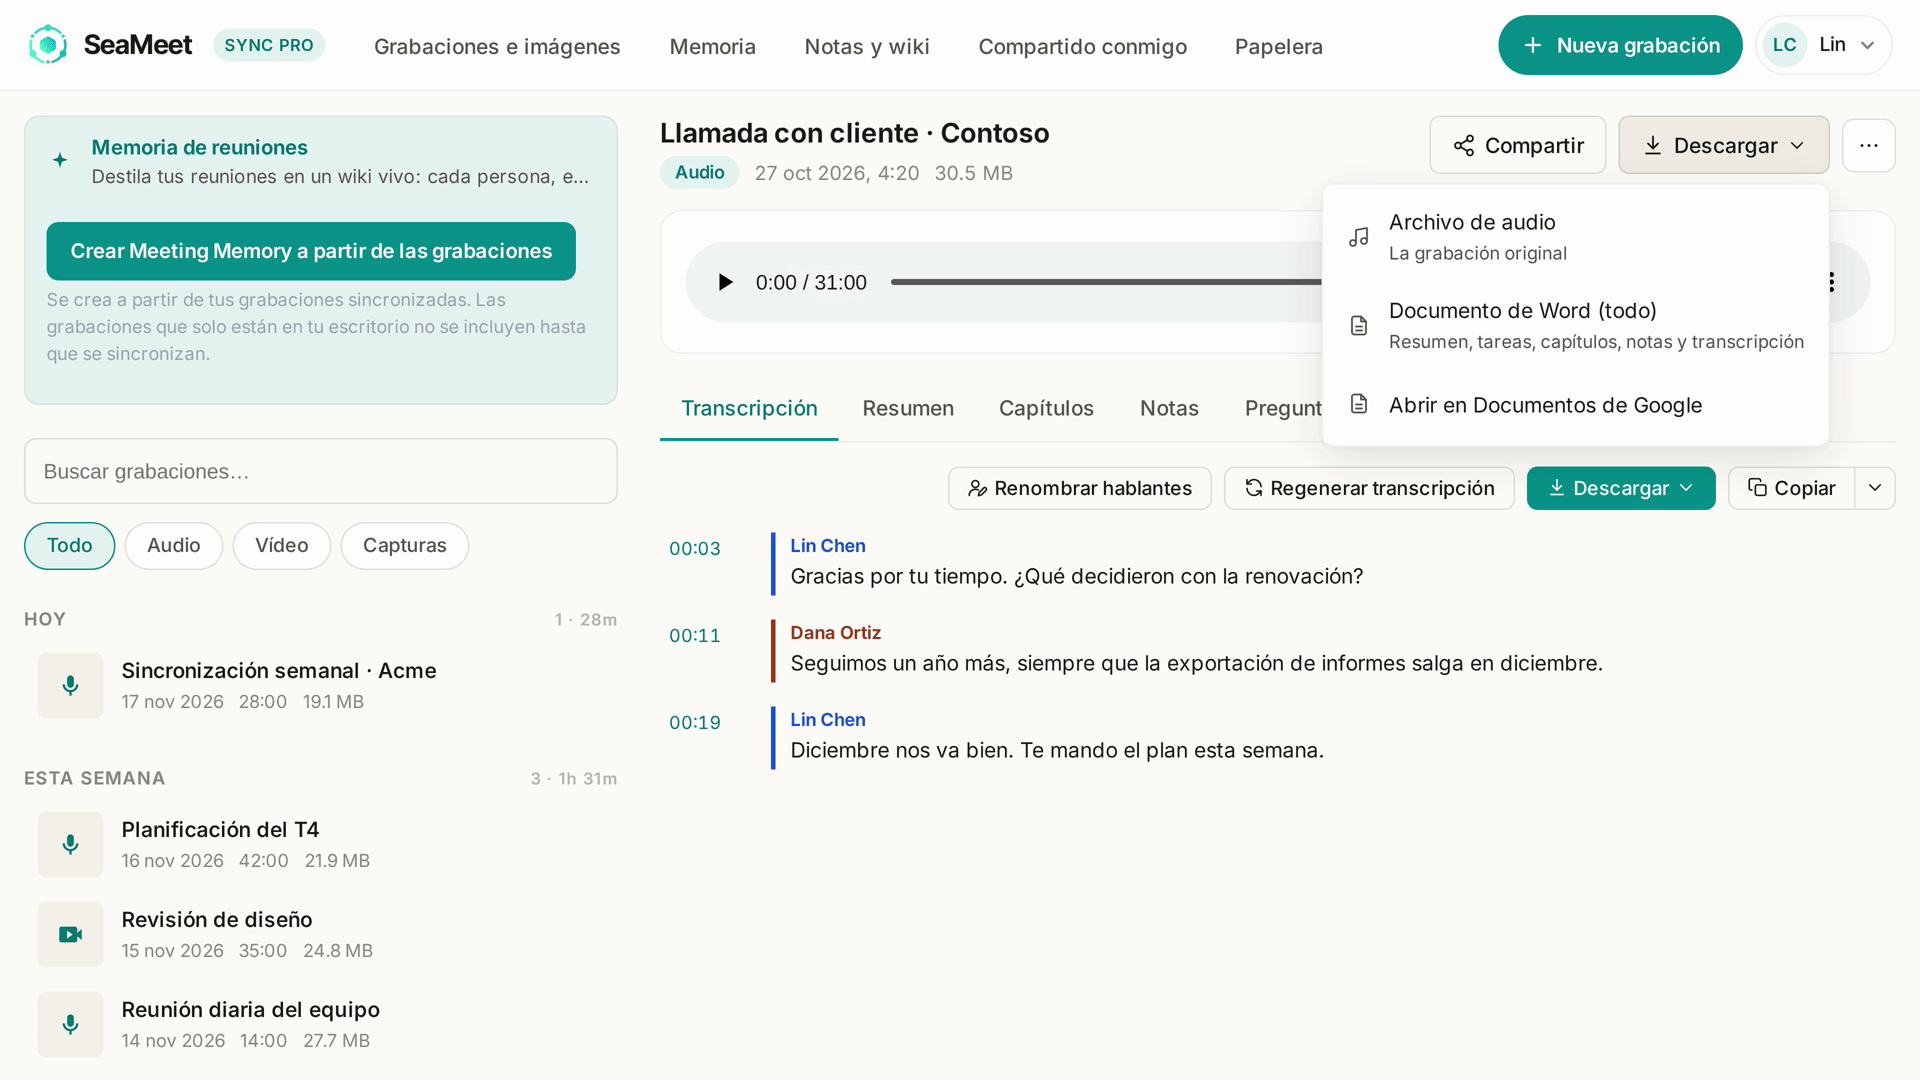 SeaMeet
SYNC PRO
Grabaciones e imágenes
Memoria
Notas y wiki
Compartido conmigo
Papelera
Nueva grabación
LC
Lin
Memoria de reuniones
Destila tus reuniones en un wiki vivo: cada persona, e...
Crear Meeting Memory a partir de las grabaciones
Se crea a partir de tus grabaciones sincronizadas. Las
grabaciones que solo están en tu escritorio no se incluyen hasta
que se sincronizan.
Buscar grabaciones…
Todo
Audio
Vídeo
Capturas
HOY
1 · 28m
Sincronización semanal · Acme
17 nov 2026 28:00 19.1 MB
ESTA SEMANA
3 · 1h 31m
Planificación del T4
16 nov 2026 42:00 21.9 MB
Revisión de diseño
15 nov 2026 35:00 24.8 MB
Reunión diaria del equipo
14 nov 2026 14:00 27.7 MB
Llamada con cliente · Contoso
Audio
27 oct 2026, 4:20 30.5 MB
Compartir
Descargar
Archivo de audio
La grabación original
Documento de Word (todo)
Resumen, tareas, capítulos, notas y transcripción
Abrir en Documentos de Google
0:00 / 31:00
Transcripción
Resumen
Capítulos
Notas
Pregunt
Renombrar hablantes
Regenerar transcripción
Descargar
Copiar
00:03
Lin Chen
Gracias por tu tiempo. ¿Qué decidieron con la renovación?
00:11
Dana Ortiz
Seguimos un año más, siempre que la exportación de informes salga en diciembre.
00:19
Lin Chen
Diciembre nos va bien. Te mando el plan esta semana.